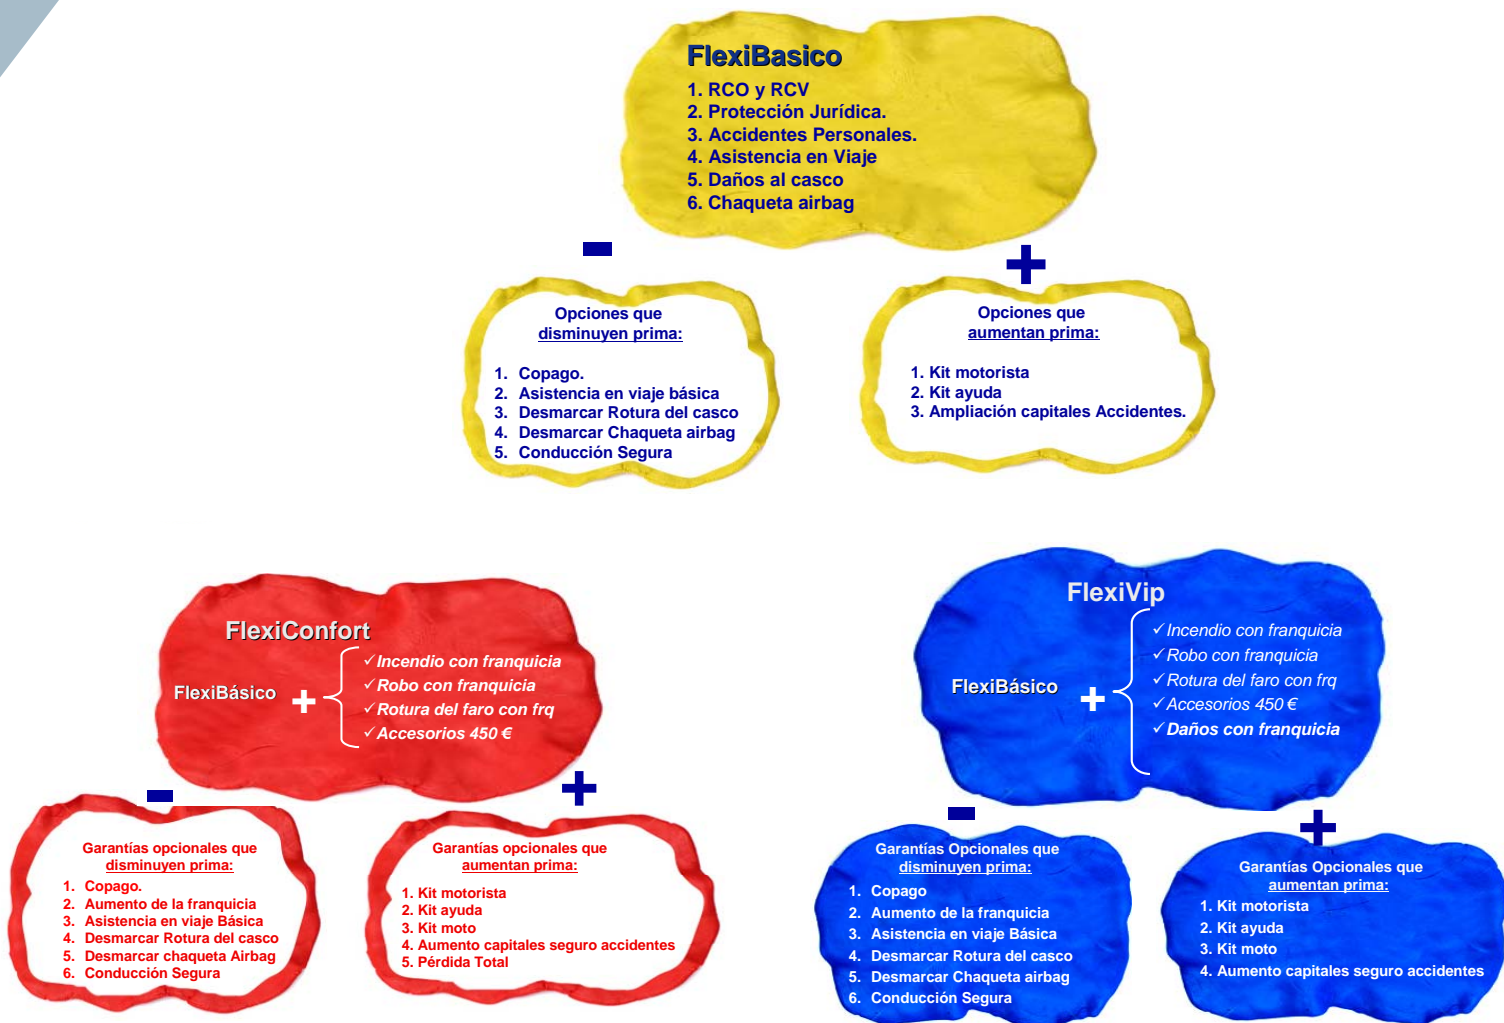 FlexiBasico
1. RCO y RCV
2. Protección Jurídica.
3. Accidentes Personales.
4. Asistencia en Viaje
5. Daños al casco
6. Chaqueta airbag
-
+
Opciones que
disminuyen prima:
1. Copago.
2. Asistencia en viaje básica
3. Desmarcar Rotura del casco
4. Desmarcar Chaqueta airbag
5. Conducción Segura
Opciones que
aumentan prima:
1. Kit motorista
2. Kit ayuda
3. Ampliación capitales Accidentes.
FlexiConfort
FlexiBásico +
✓Incendio con franquicia
✓Robo con franquicia
✓Rotura del faro con frq
✓Accesorios 450 €
-
+
Garantías opcionales que
disminuyen prima:
1. Copago.
2. Aumento de la franquicia
3. Asistencia en viaje Básica
4. Desmarcar Rotura del casco
5. Desmarcar chaqueta Airbag
6. Conducción Segura
Garantías opcionales que
aumentan prima:
1. Kit motorista
2. Kit ayuda
3. Kit moto
4. Aumento capitales seguro accidentes
5. Pérdida Total
FlexiVip
FlexiBásico +
✓Incendio con franquicia
✓Robo con franquicia
✓Rotura del faro con frq
✓Accesorios 450 €
✓Daños con franquicia
-
+
Garantías Opcionales que
disminuyen prima:
1. Copago
2. Aumento de la franquicia
3. Asistencia en viaje Básica
4. Desmarcar Rotura del casco
5. Desmarcar Chaqueta airbag
6. Conducción Segura
Garantías Opcionales que
aumentan prima:
1. Kit motorista
2. Kit ayuda
3. Kit moto
4. Aumento capitales seguro accidentes